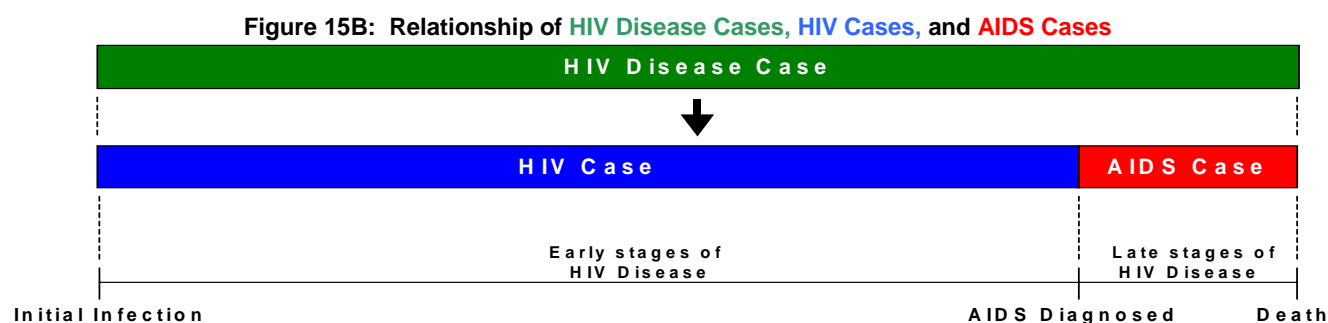 Figure 15B: Relationship of HIV Disease Cases, HIV Cases, and AIDS Cases
HIV Disease Case
HIV Case
AIDS Case
Early stages of
HIV Disease
Late stages of
HIV Disease
Initial Infection
AIDS Diagnosed
Death